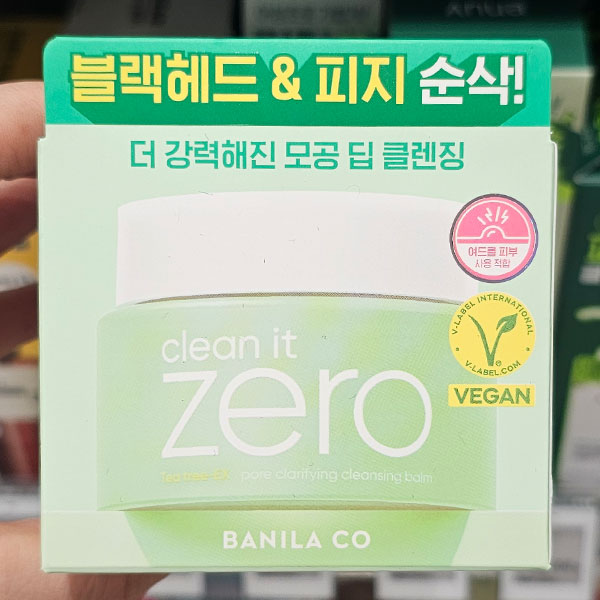 Anua
블랙헤드 & 피지 순삭!
더 강력해진 모공 딥 클렌징
여드름 피부
사용 적합
V-LABEL INTERNATIONAL
V-LABEL.COM
VEGAN
clean it
zero
Tea tree-EX pore clarifying cleansing balm
BANILA CO